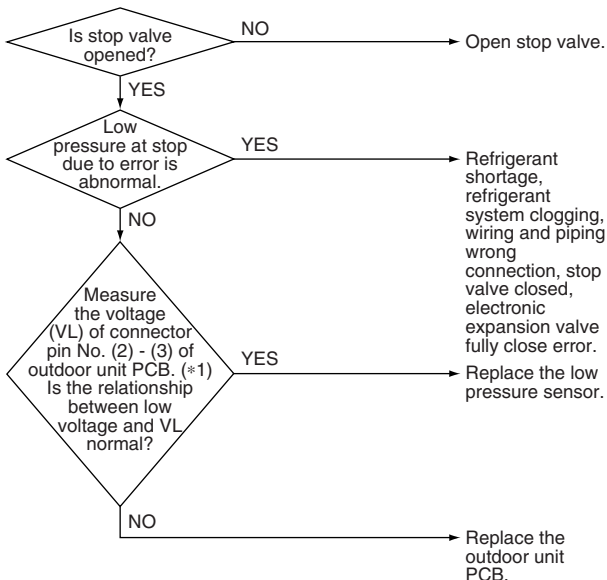 Is stop valve
opened?
NO
Open stop valve.
YES
Low
pressure at stop
due to error is
abnormal.
YES
Refrigerant
shortage,
refrigerant
system clogging,
wiring and piping
wrong
connection, stop
valve closed,
electronic
expansion valve
fully close error.
NO
Measure
the voltage
(VL) of connector
pin No. (2) - (3) of
outdoor unit PCB. (*1)
Is the relationship
between low
voltage and VL
normal?
YES
Replace the low
pressure sensor.
NO
Replace the
outdoor unit
PCB.